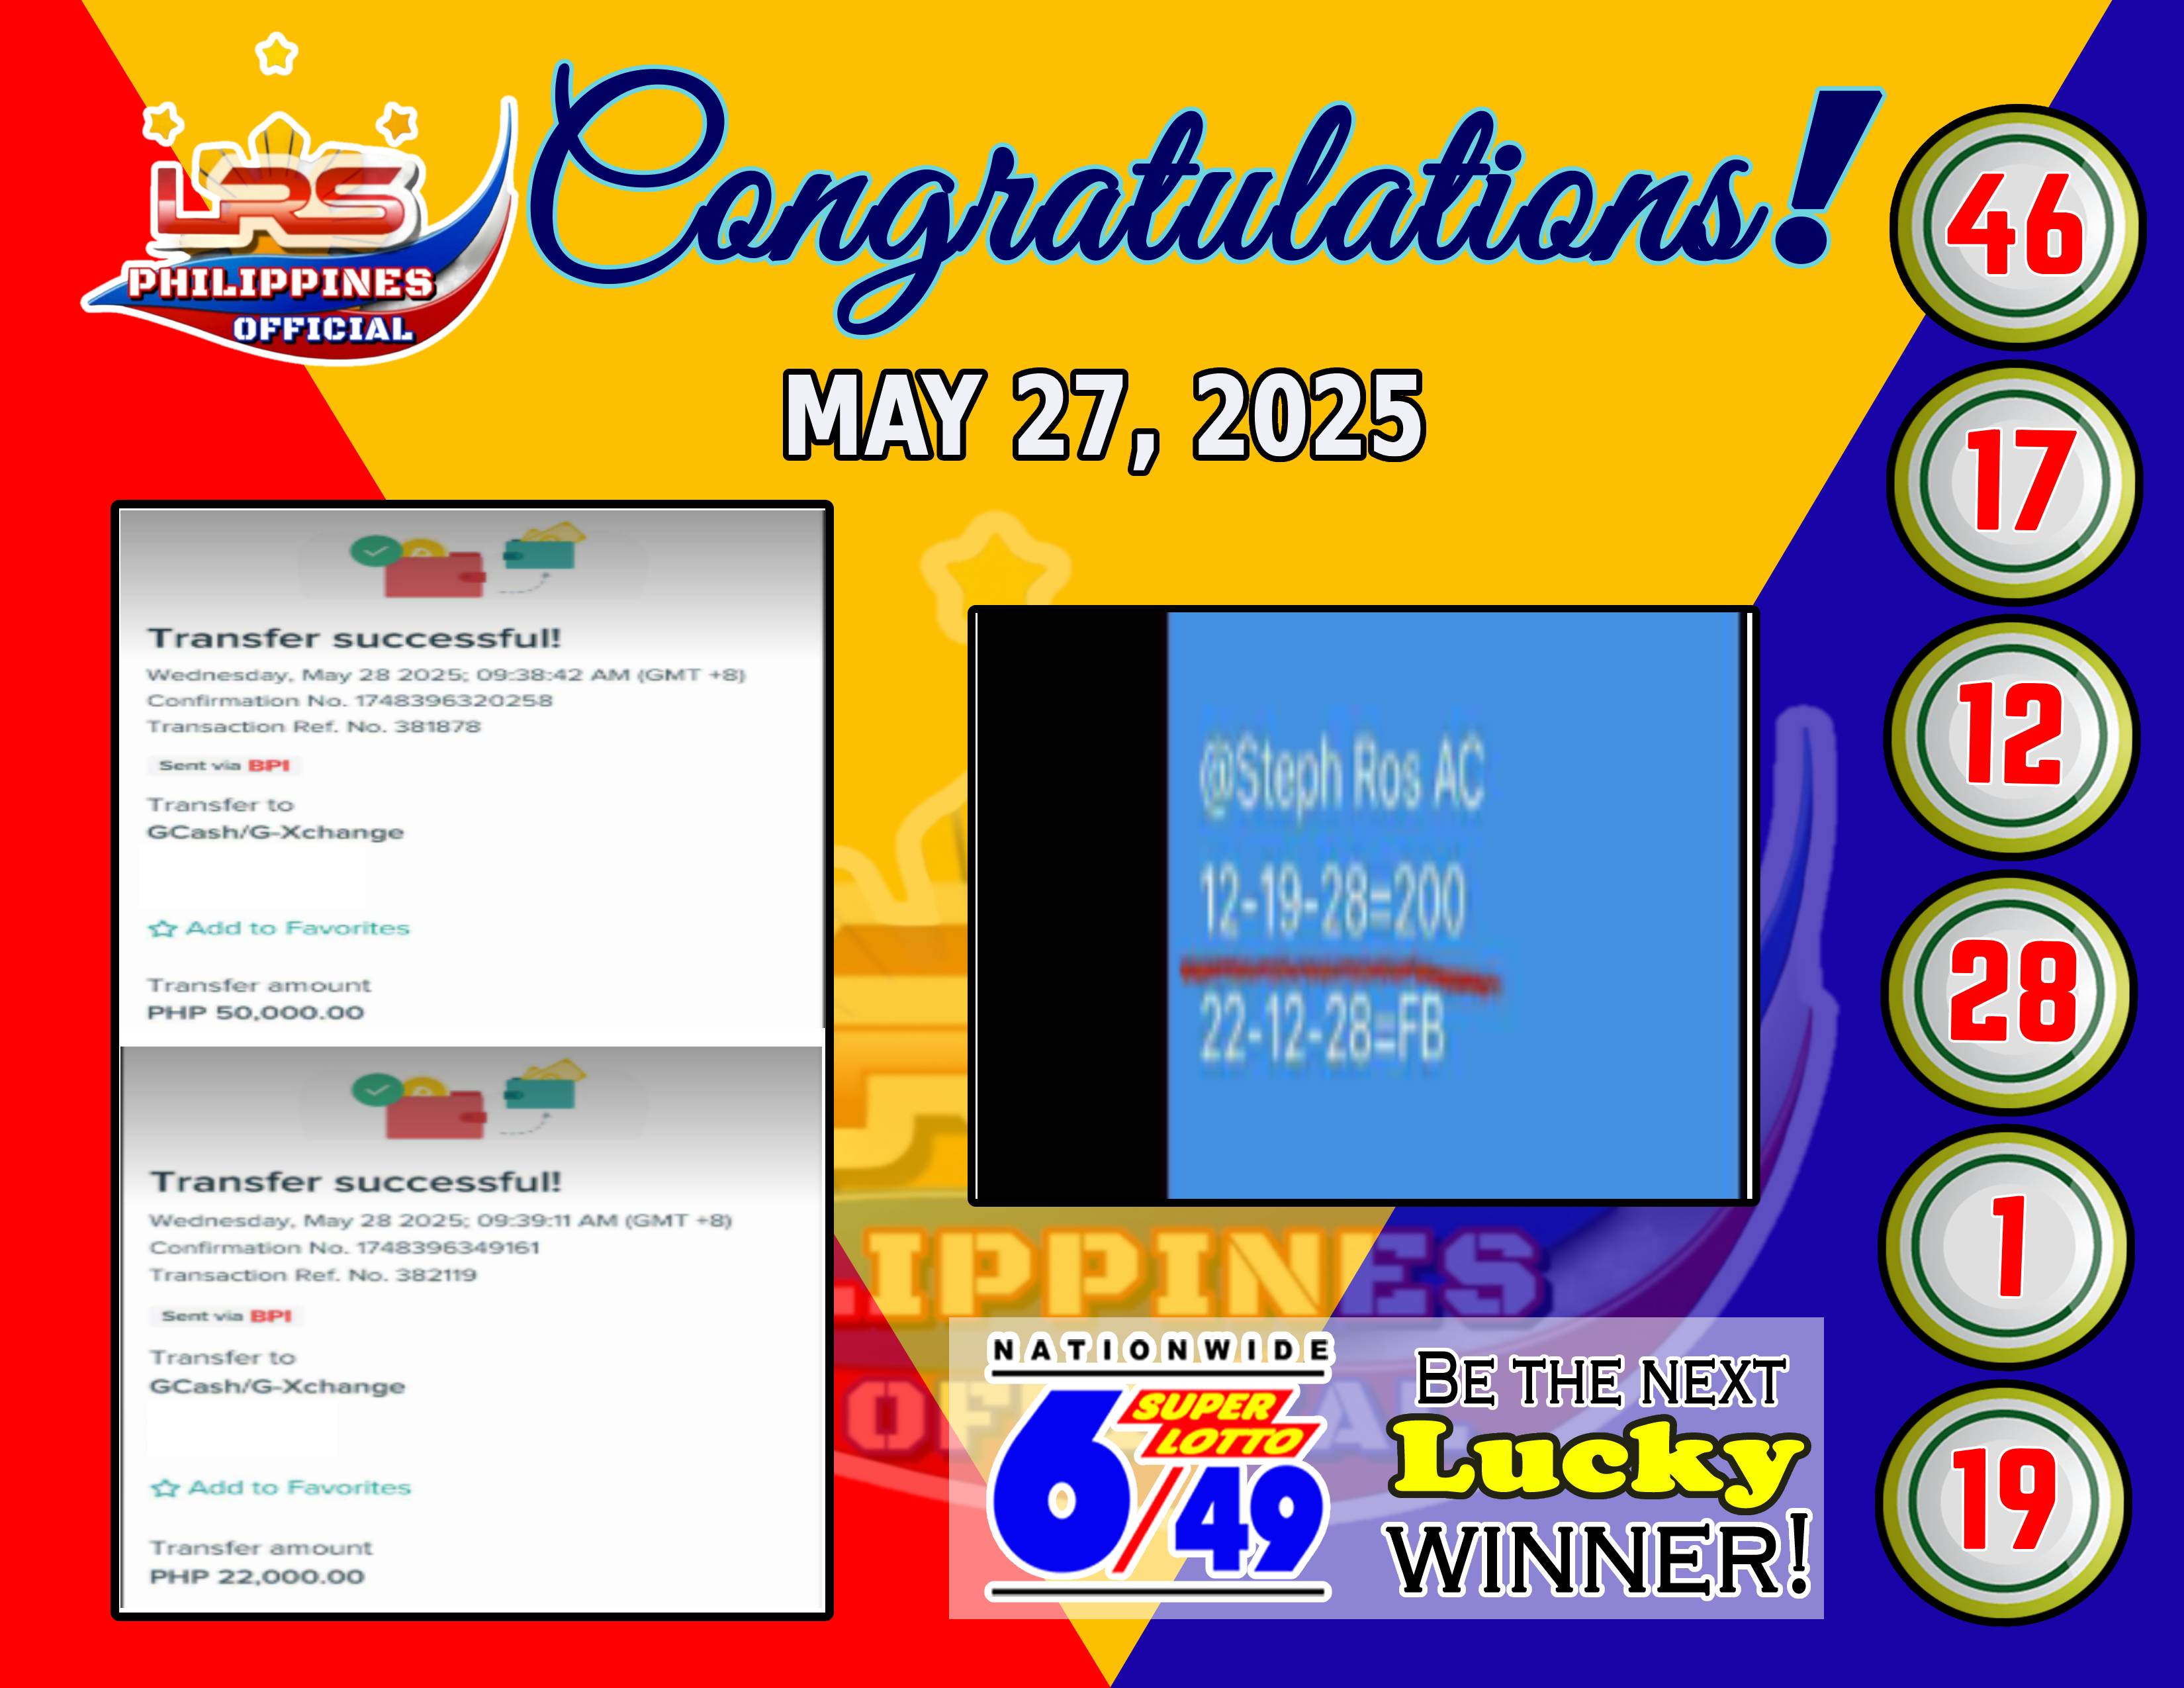 LRS
PHILIPPINES
OFFICIAL
Congratulations!
MAY 27, 2025
Transfer successful!
Wednesday, May 28 2025; 09:38:42 AM (GMT +8)
Confirmation No. 1748396320258
Transaction Ref. No. 381878
Sent via BPI
Transfer to
GCash/G-Xchange
Add to Favorites
Transfer amount
PHP 50,000.00
Transfer successful!
Wednesday, May 28 2025; 09:39:11 AM (GMT +8)
Confirmation No. 1748396349161
Transaction Ref. No. 382119
Sent via BPI
Transfer to
GCash/G-Xchange
Add to Favorites
Transfer amount
PHP 22,000.00
@Steph Ros AC
12-19-28=200
22-12-28=FB
NATIONWIDE
SUPER
LOTTO
6/49
BE THE NEXT
Lucky
WINNER!
46
17
12
28
1
19